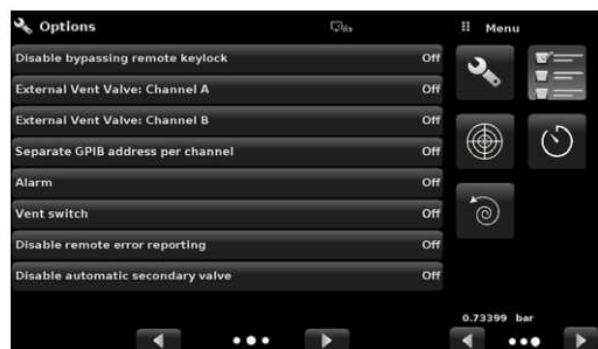 Options
Menu
Disable bypassing remote keylock Off
External Vent Valve: Channel A Off
External Vent Valve: Channel B Off
Separate GPIB address per channel Off
Alarm Off
Vent switch Off
Disable remote error reporting Off
Disable automatic secondary valve Off
0.73399 bar